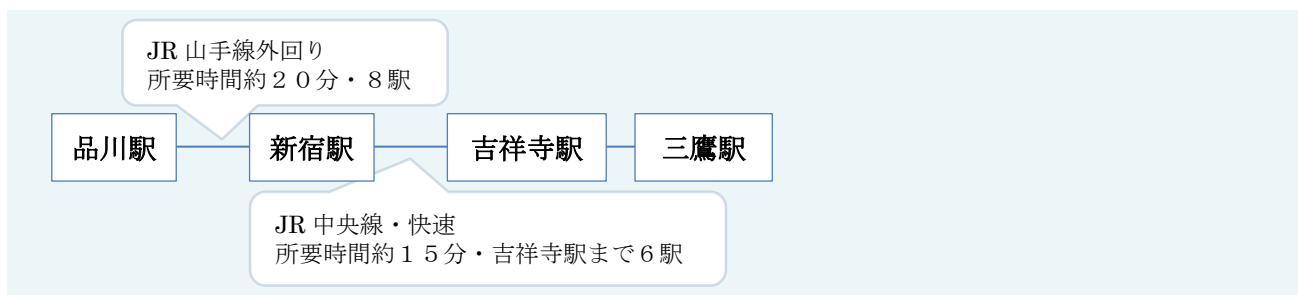 JR 山手線外回り
所要時間約２０分・８駅
品川駅 新宿駅 吉祥寺駅 三鷹駅
JR 中央線・快速
所要時間約１５分・吉祥寺駅まで６駅